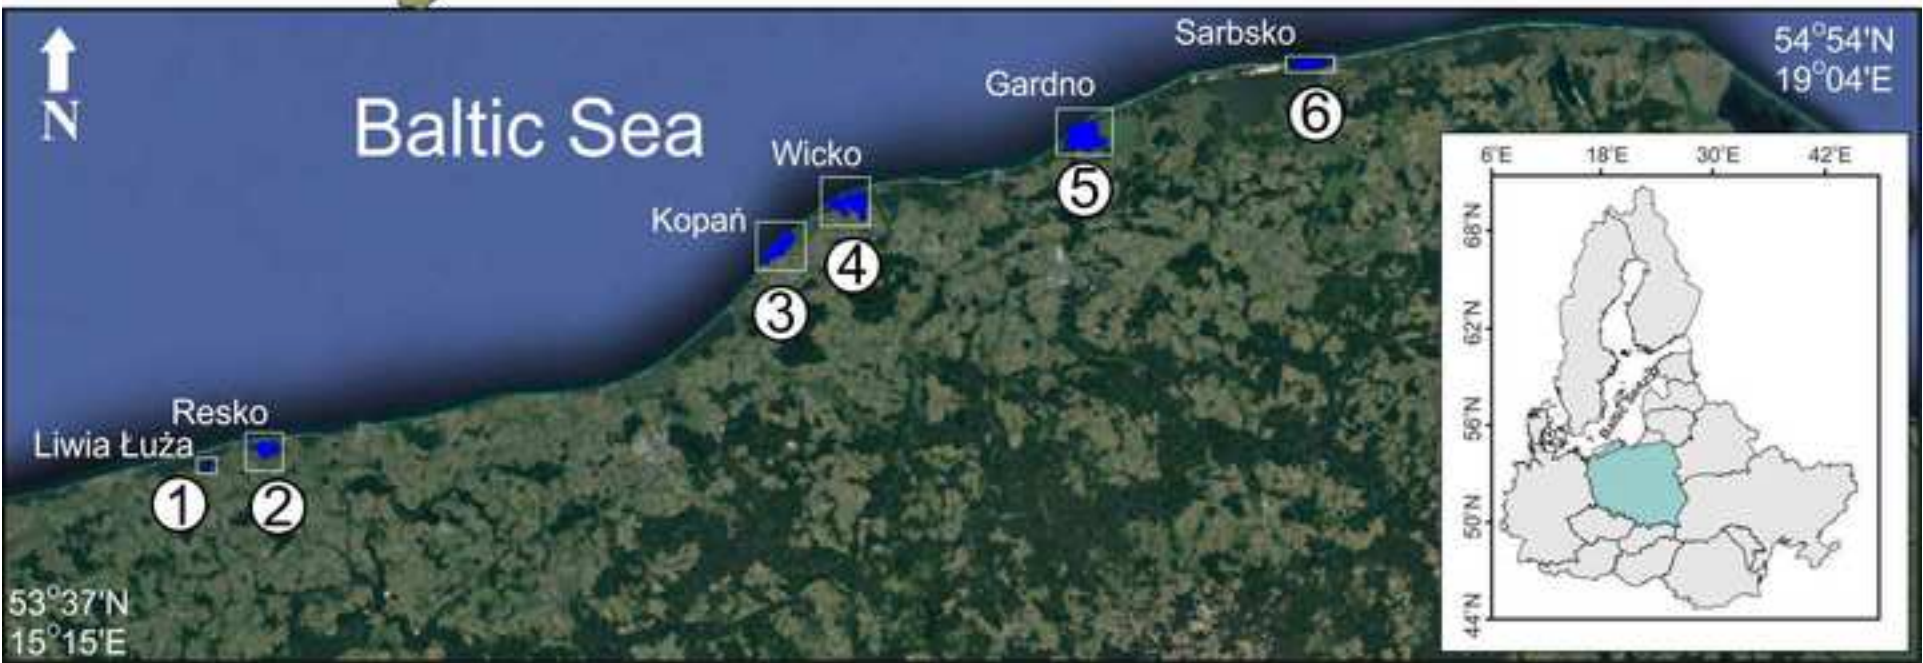 N
Baltic Sea
Sarbsko
54°54'N
19°04'E
Gardno
Wicko
Kopań
Resko
Liwia Łuża
1
2
3
4
5
6
53°37'N
15°15'E
6°E 18°E 30°E 42°E
68°N
62°N
56°N
50°N
44°N